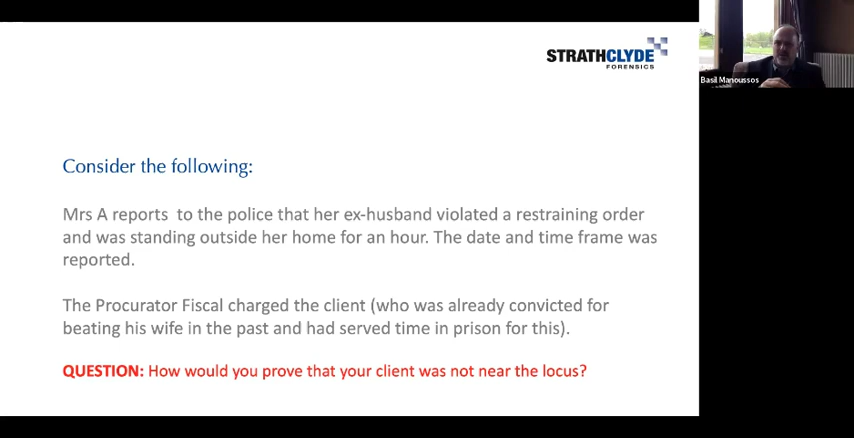 STRATHCLYDE
FORENSICS
Basil Manoussos
Consider the following:
Mrs A reports to the police that her ex-husband violated a restraining order
and was standing outside her home for an hour. The date and time frame was
reported.
The Procurator Fiscal charged the client (who was already convicted for
beating his wife in the past and had served time in prison for this).
QUESTION: How would you prove that your client was not near the locus?